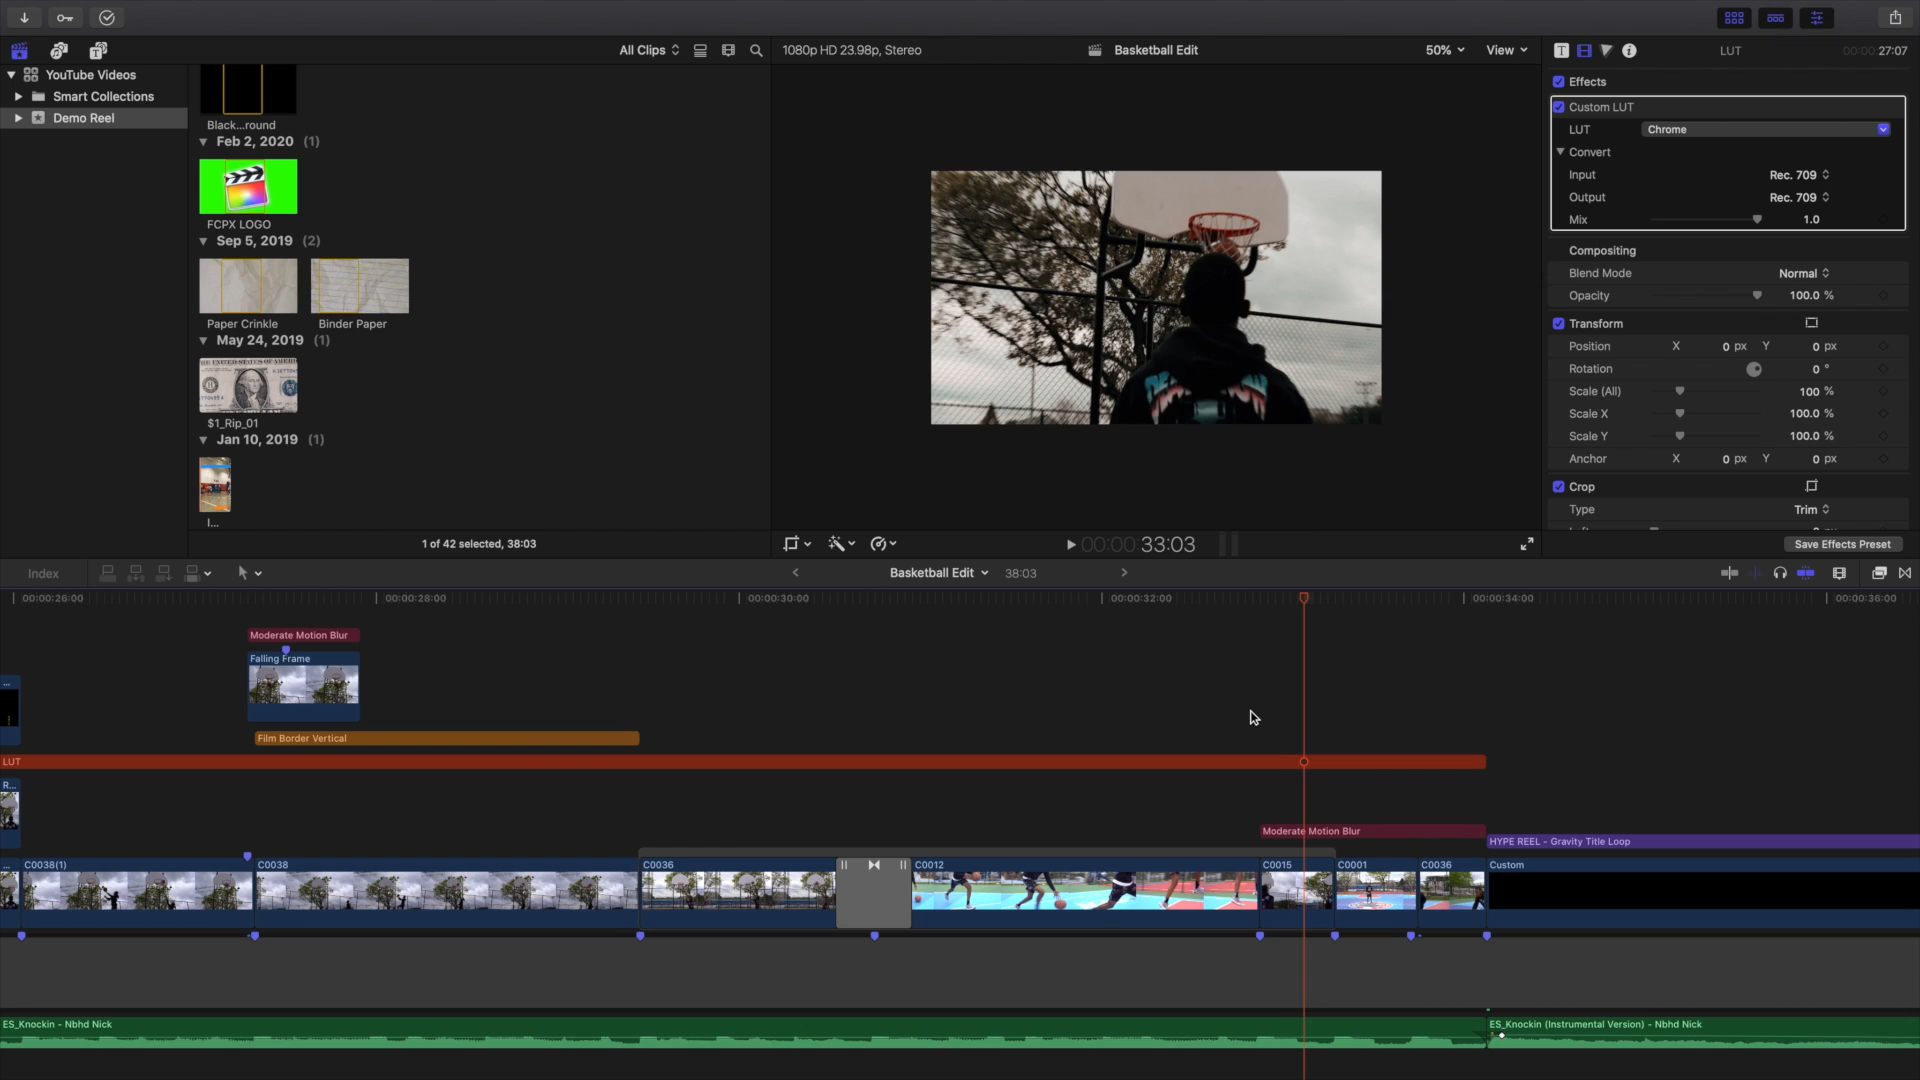 All Clips
1080p HD 23.98p, Stereo
Basketball Edit
50%
View
T
LUT
00:00:27:07
YouTube Videos
Smart Collections
Demo Reel
Black...round
Feb 2, 2020 (1)
FCPX LOGO
Sep 5, 2019 (2)
Paper Crinkle
Binder Paper
May 24, 2019 (1)
$1_Rip_01
Jan 10, 2019 (1)
I...
1 of 42 selected, 38:03
00:00:33:03
Effects
Custom LUT
LUT Chrome
Convert
Input Rec. 709
Output Rec. 709
Mix 1.0
Compositing
Blend Mode Normal
Opacity 100.0 %
Transform
Position X 0 px Y 0 px
Rotation 0 °
Scale (All) 100 %
Scale X 100.0 %
Scale Y 100.0 %
Anchor X 0 px Y 0 px
Crop
Type Trim
Save Effects Preset
Index
Basketball Edit
38:03
00:00:26:00
00:00:28:00
00:00:30:00
00:00:32:00
00:00:34:00
00:00:36:00
Moderate Motion Blur
Falling Frame
...
Film Border Vertical
LUT
R...
Moderate Motion Blur
HYPE REEL - Gravity Title Loop
...
C0038(1)
C0038
C0036
C0012
C0015
C0001
C0036
Custom
ES_Knockin - Nbhd Nick
ES_Knockin (Instrumental Version) - Nbhd Nick